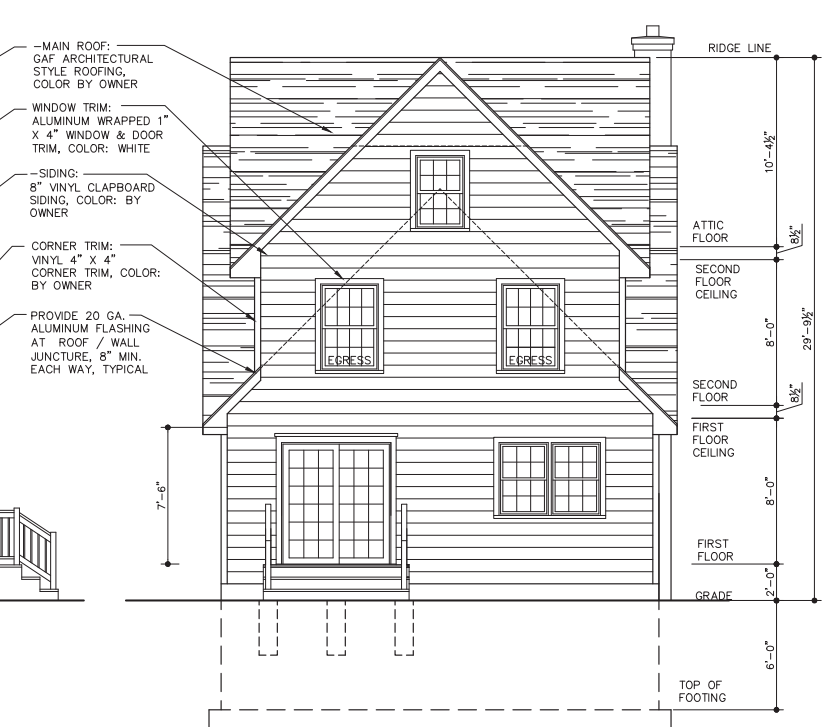 –MAIN ROOF:
GAF ARCHITECTURAL
STYLE ROOFING,
COLOR BY OWNER
WINDOW TRIM:
ALUMINUM WRAPPED 1"
X 4" WINDOW & DOOR
TRIM, COLOR: WHITE
–SIDING:
8" VINYL CLAPBOARD
SIDING, COLOR: BY
OWNER
CORNER TRIM:
VINYL 4" X 4"
CORNER TRIM, COLOR:
BY OWNER
PROVIDE 20 GA.
ALUMINUM FLASHING
AT ROOF / WALL
JUNCTURE, 8" MIN.
EACH WAY, TYPICAL
7'–6"
EGRESS
EGRESS
RIDGE LINE
10'–4½"
ATTIC
FLOOR
8½"
SECOND
FLOOR
CEILING
8'–0"
29'–9½"
SECOND
FLOOR
8½"
FIRST
FLOOR
CEILING
8'–0"
FIRST
FLOOR
2'–0"
GRADE
6'–0"
TOP OF
FOOTING